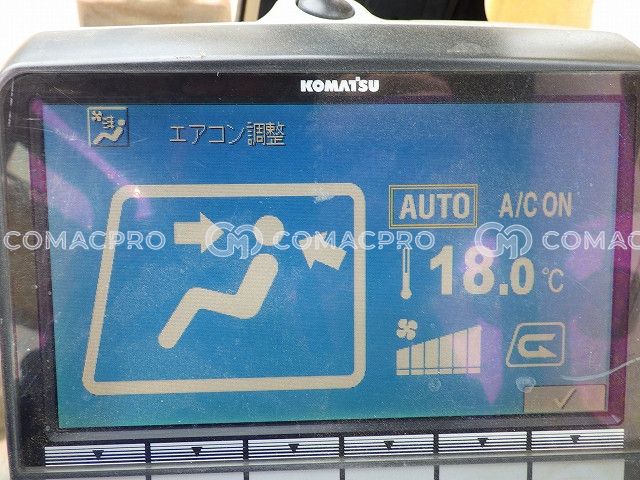 KOMATSU
エアコン調整
AUTO A/C ON
COMACPRO COMACPRO COMACPRO
18.0 ℃